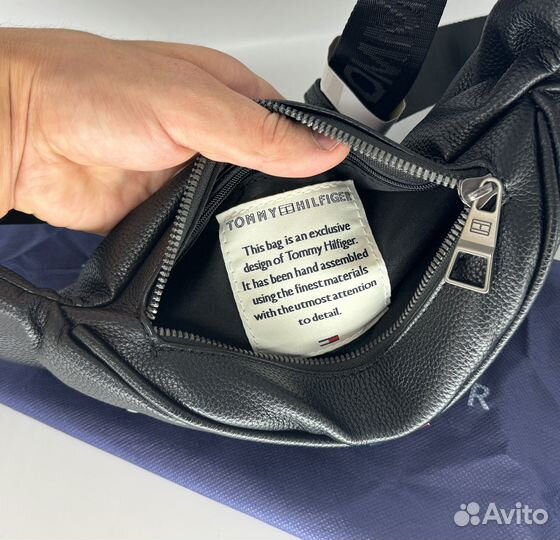 OMM
TOMMY HILFIGER
This bag is an exclusive
design of Tommy Hilfiger.
It has been hand assembled
using the finest materials
with the utmost attention
to detail.
R
Avito